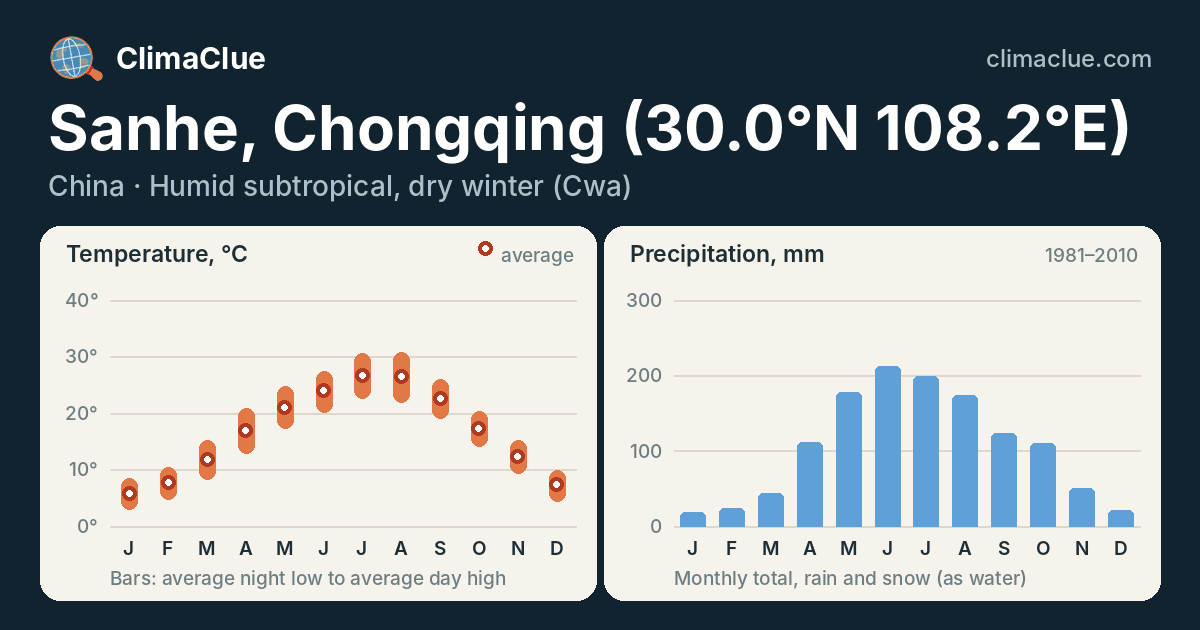 ClimaClue
climaclue.com
Sanhe, Chongqing (30.0°N 108.2°E)
China · Humid subtropical, dry winter (Cwa)
Temperature, °C
average
40°
30°
20°
10°
0°
J F M A M J J A S O N D
Bars: average night low to average day high
Precipitation, mm
1981–2010
300
200
100
0
J F M A M J J A S O N D
Monthly total, rain and snow (as water)